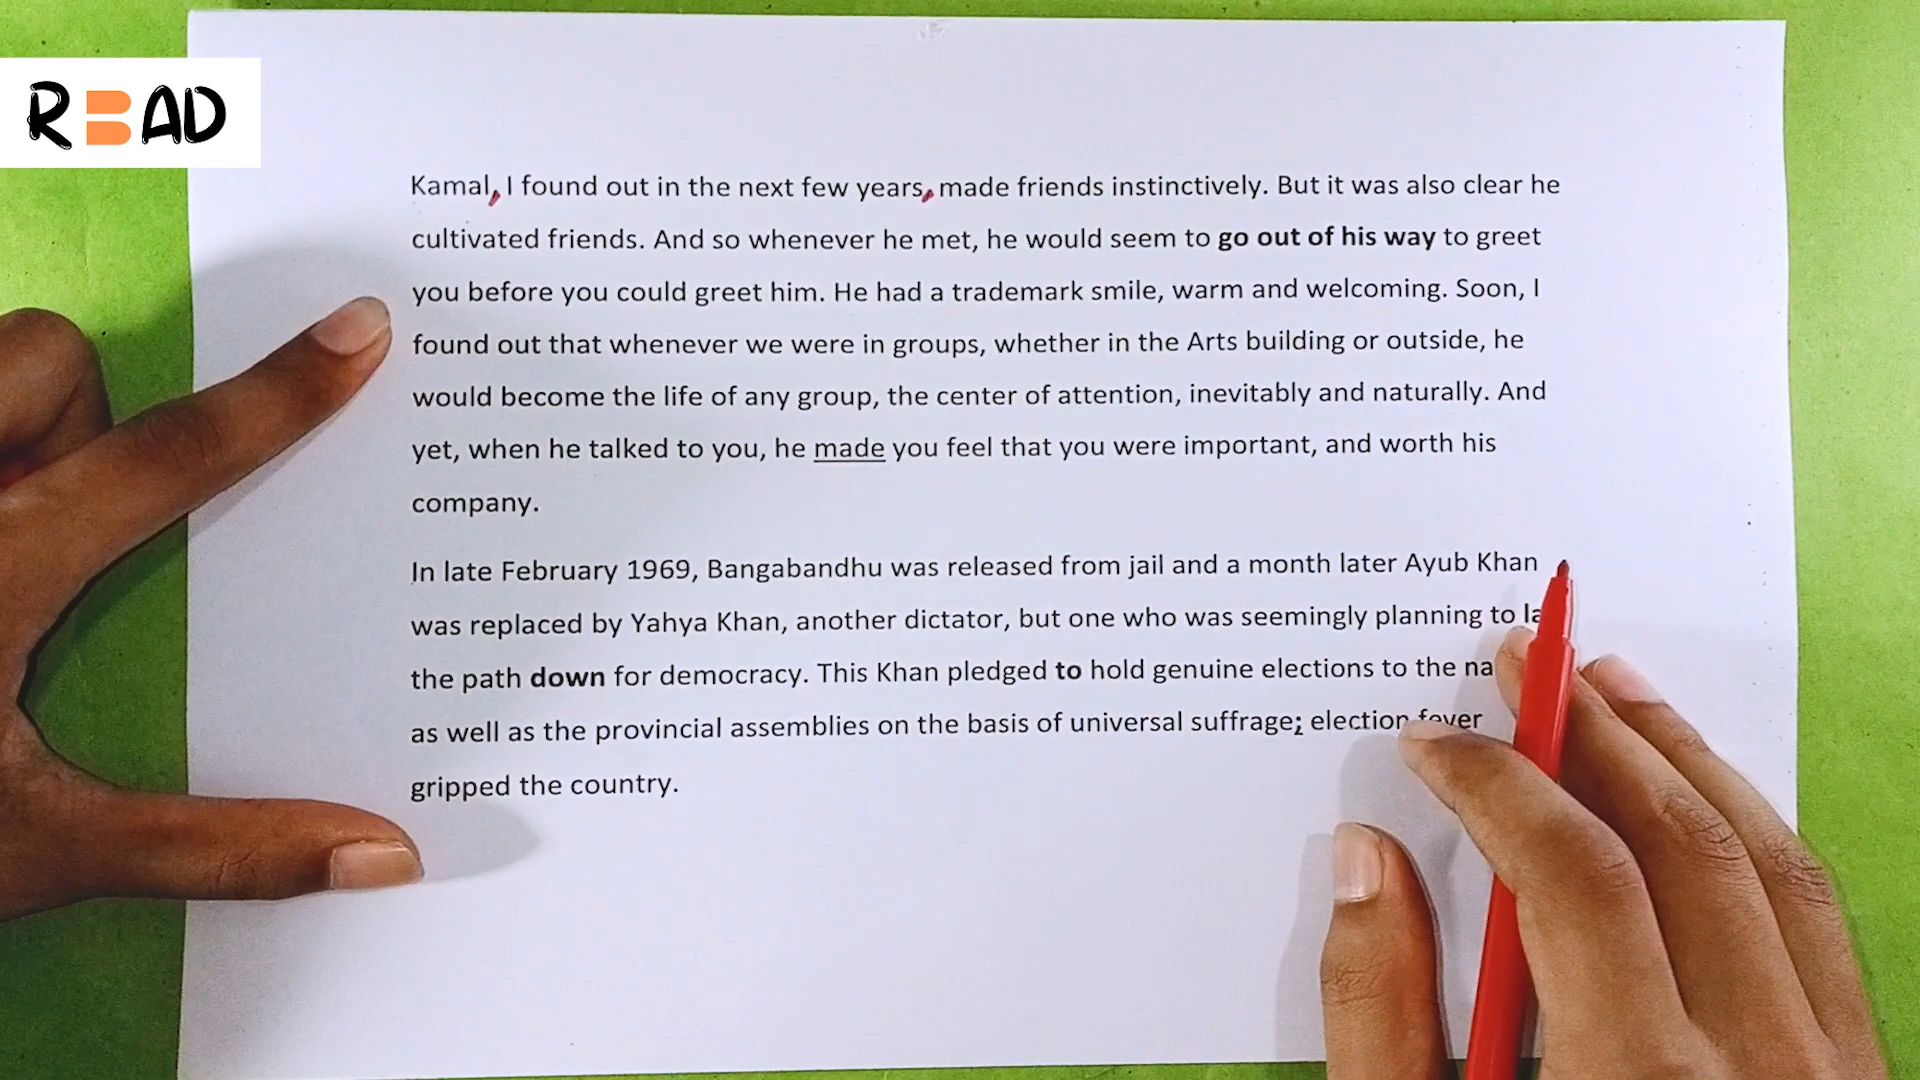 READ
Kamal, I found out in the next few years, made friends instinctively. But it was also clear he
cultivated friends. And so whenever he met, he would seem to go out of his way to greet
you before you could greet him. He had a trademark smile, warm and welcoming. Soon, I
found out that whenever we were in groups, whether in the Arts building or outside, he
would become the life of any group, the center of attention, inevitably and naturally. And
yet, when he talked to you, he made you feel that you were important, and worth his
company.
In late February 1969, Bangabandhu was released from jail and a month later Ayub Khan
was replaced by Yahya Khan, another dictator, but one who was seemingly planning to
the path down for democracy. This Khan pledged to hold genuine elections to the
as well as the provincial assemblies on the basis of universal suffrage; election fever
gripped the country.